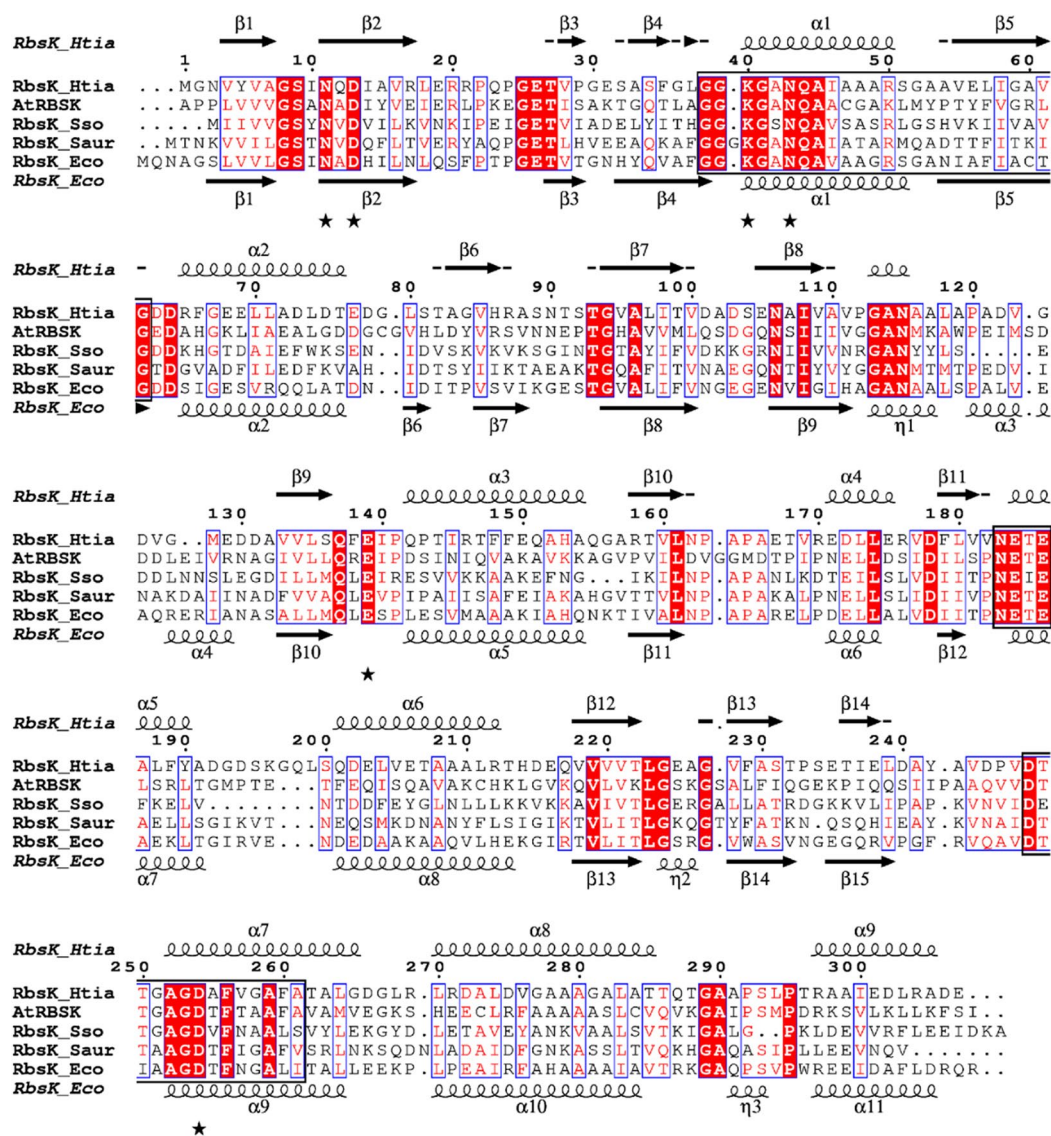 β1 β2 β3 β4 α1 β5
RbsK_Htia
1 10 20 30 40 50 60
RbsK_Htia ...MGNVYVAGSINQDIAVRLERRPQPGETVPGESASFGLGG.KGANQAIAAARSGAAVELIGAV
AtRBSK ...APPLVVVGSANADIYVEIERLPKEGETISAKTGQTLAGG.KGANQAACGAKLMYPTYFVGRL
RbsK_Sso .....MIIVVGSYNVDVILKVNKIPEIGETVIADELYITHGG.KGSNQAVSASRLGSHVKIIVAV
RbsK_Saur ..MTNKVVILGSTNVDQFLTVERYAQPGETLHVEEAQKAFGGGKGANQAIATARMQADTTFITKI
RbsK_Eco MQNAGSLVVLGSINADHILNLQSFPTPGETVTGNHYQVAFGG.KGANQAVAAGRSGANIAFIACT
RbsK_Eco
β1 β2 β3 β4 α1 β5
★ ★ ★ ★
α2 β6 β7 β8
RbsK_Htia
70 80 90 100 110 120
RbsK_Htia GDDRFGEELLADLDTEDG.LSTAGVHRASNTSTGVALITVDADSENAIVAVPGANAALAPADV.G
AtRBSK GEDAHGKLIAEALGDDGCGVHLDYVRSVNNEPTGHAVVMLQSDGQNSIIIVGGANMKAWPEIMSD
RbsK_Sso GDDKHGTDAIEFWKSEN..IDVSKVKVKSGINTGTAYIFVDKKGRNIIVVNRGANYYLS.....E
RbsK_Saur GTDGVADFILEDFKVAH..IDTSYIIKTAEAKTGQAFITVNAEGQNTIYVYGGANMTMTPEDV.I
RbsK_Eco GDDSIGESVRQQLATDN..IDITPVSVIKGESTGVALIFVNGEGENVIGIHAGANAALSPALV.E
RbsK_Eco
α2 β6 β7 β8 β9 η1 α3
β9 α3 β10 α4 β11
RbsK_Htia
130 140 150 160 170 180
RbsK_Htia DVG..MEDDAVVLSQFEIPQPTIRTFFEQAHAQGARTVLNP.APAETVREDLLERVDFLVVNETE
AtRBSK DDLEIVRNAGIVLLQREIPDSINIQVAKAVKKAGVPVILDVGGMDTPIPNELLDSIDILSPNETE
RbsK_Sso DDLNNSLEGDILLMQLEIRESVVKKAAKEFNG...IKILNP.APANLKDTEILSLVDIITPNEIE
RbsK_Saur NAKDAIINADFVVAQLEVPIPAIISAFEIAKAHGVTTVLNP.APAKALPNELLSLIDIIVPNETE
RbsK_Eco AQRERIANASALLMQLESPLESVMAAAKIAHQNKTIVALNP.APARELPDELLALVDIITPNETE
RbsK_Eco
α4 β10 α5 β11 α6 β12
★
α5 α6 β12 β13 β14
RbsK_Htia
190 200 210 220 230 240
RbsK_Htia ALFYADGDSKGQLSQDELVETAAALRTHDEQVVVVTLGEAG.VFASTPSETIELDAY.AVDPVDT
AtRBSK LSRLTGMPTE...TFEQISQAVAKCHKLGVKQVLVKLGSKGSALFIQGEKPIQQSIIPAAQVVDT
RbsK_Sso FKELV........NTDDFEYGLNLLLKKVKKAVIVTLGERGALLATRDGKKVLIPAP.KVNVIDE
RbsK_Saur AELLSGIKVT...NEQSMKDNANYFLSIGIKTVLITLGKQGTYFATKN.QSQHIEAY.KVNAIDT
RbsK_Eco AEKLTGIRVE...NDEDAAKAAQVLHEKGIRTVLITLGSRG.VWASVNGEGQRVPGF.RVQAVDT
RbsK_Eco
α7 α8 β13 η2 β14 β15
α7 α8 α9
RbsK_Htia
250 260 270 280 290 300
RbsK_Htia TGAGDAFVGAFATALGDGLR.LRDALDVGAAAGALATTQTGAAPSLPTRAAIEDLRADE...
AtRBSK TGAGDVFTAAFAVAMVEGKS.HEECLRFAAAAASLCVQVKGAIPSMPDRKSVLKLLKFSI..
RbsK_Sso TGAGDVFNAALSVALEKGYD.LETAVEYANKVAALSVTKIGALG..PKLDEVVRFLEEIDKA
RbsK_Saur TAAGDTFIGAFVSRLNKSQDNLADAIDFGNKASSLTVQKHGAQASIPLLEEVNQV.......
RbsK_Eco IAAGDTFNGALITALLEEKP.LPEAIRFAHAAAAIAVTRKGAQPSVPWREEIDAFLDRQR...
RbsK_Eco
α9 α10 η3 α11
★